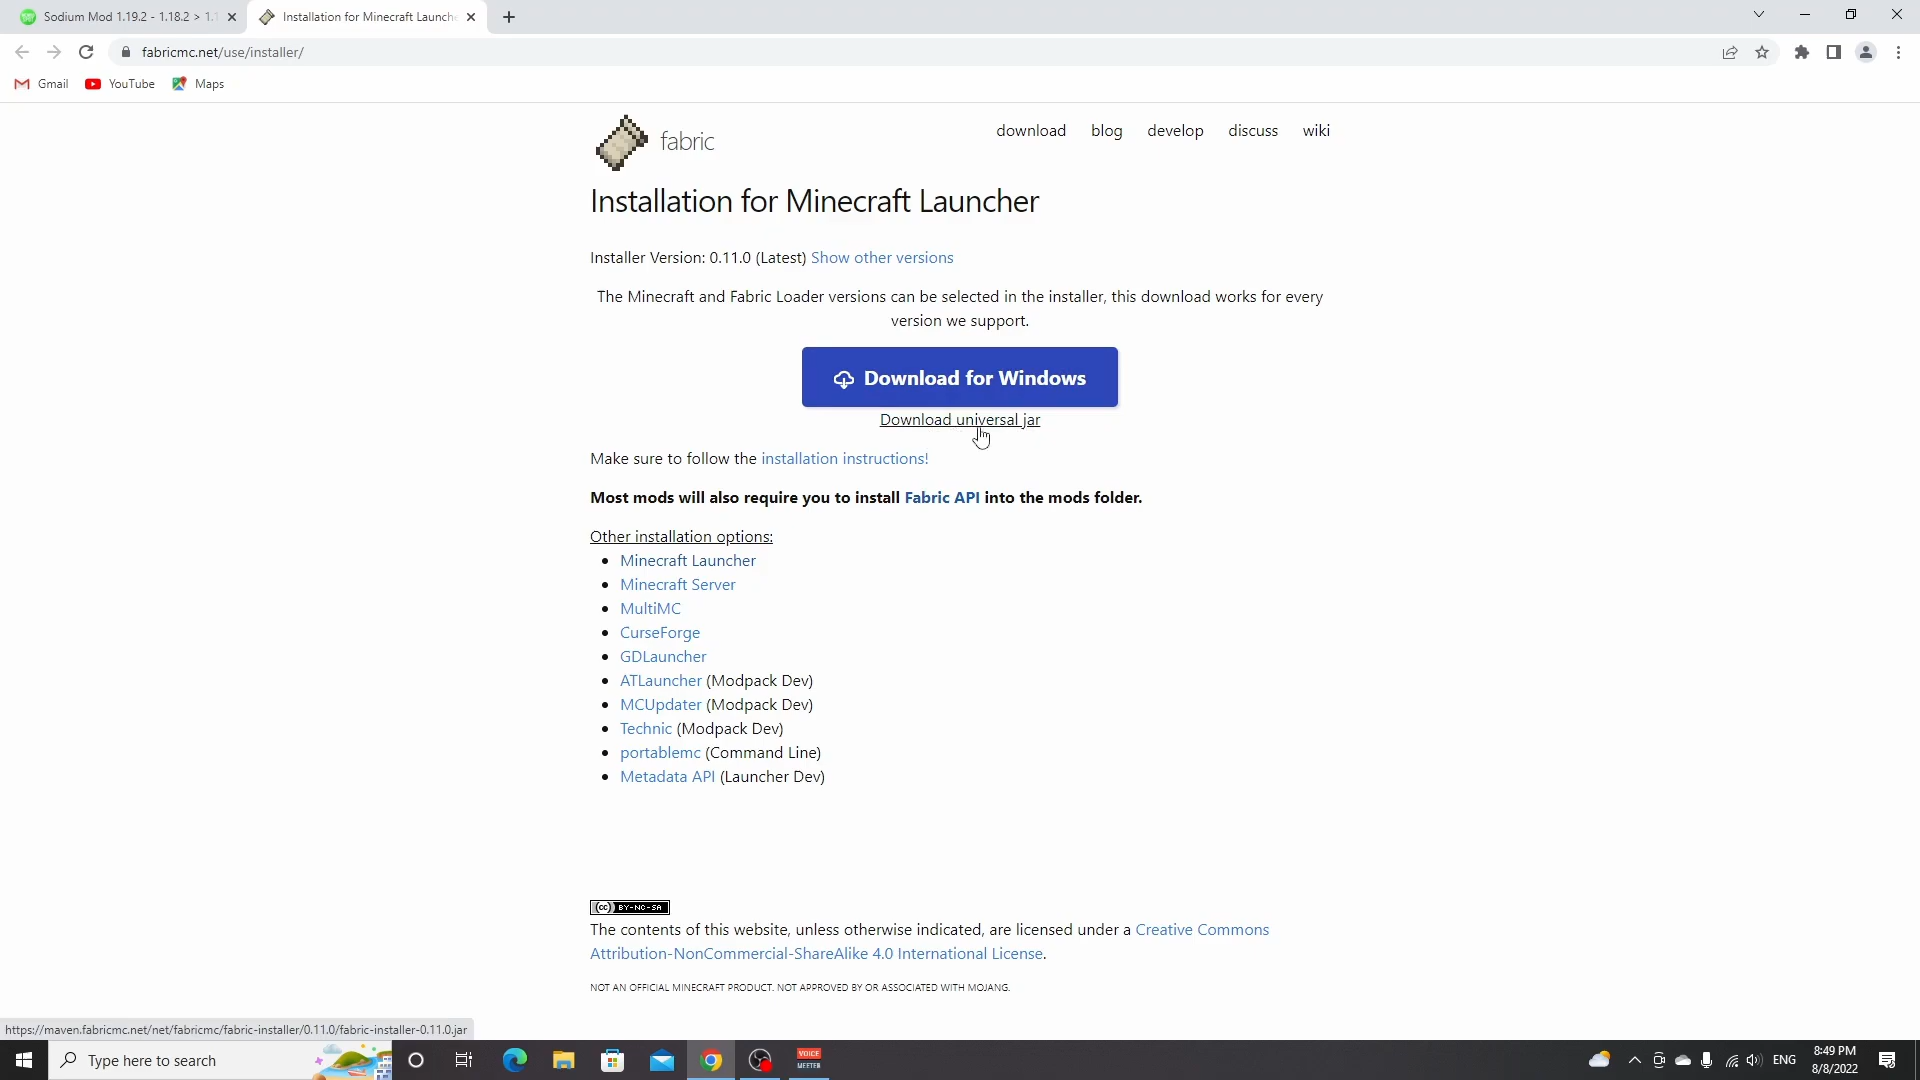 Sodium Mod 1.19.2 - 1.18.2 > 1.1
Installation for Minecraft Launche
fabricmc.net/use/installer/
Gmail
YouTube
Maps
fabric
download
blog
develop
discuss
wiki
Installation for Minecraft Launcher
Installer Version: 0.11.0 (Latest) Show other versions
The Minecraft and Fabric Loader versions can be selected in the installer, this download works for every
version we support.
Download for Windows
Download universal jar
Make sure to follow the installation instructions!
Most mods will also require you to install Fabric API into the mods folder.
Other installation options:
Minecraft Launcher
Minecraft Server
MultiMC
CurseForge
GDLauncher
ATLauncher (Modpack Dev)
MCUpdater (Modpack Dev)
Technic (Modpack Dev)
portablemc (Command Line)
Metadata API (Launcher Dev)
(cc) BY-NC-SA
The contents of this website, unless otherwise indicated, are licensed under a Creative Commons
Attribution-NonCommercial-ShareAlike 4.0 International License.
NOT AN OFFICIAL MINECRAFT PRODUCT. NOT APPROVED BY OR ASSOCIATED WITH MOJANG.
https://maven.fabricmc.net/net/fabricmc/fabric-installer/0.11.0/fabric-installer-0.11.0.jar
Type here to search
VOICE
MEETER
ENG
8:49 PM
8/8/2022